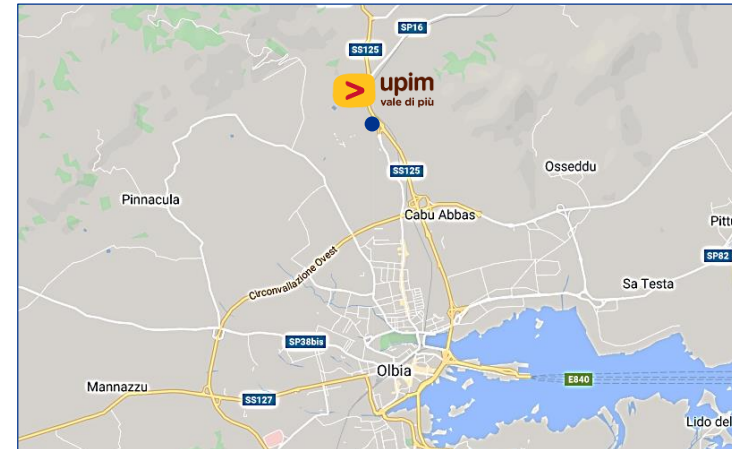 SP16
SS125
>
upim
vale di più
SS125
Osseddu
Pinnacula
Cabu Abbas
Pittu
SP82
Circonvallazione Ovest
Sa Testa
SP38bis
Olbia
E840
Mannazzu
SS127
Lido del